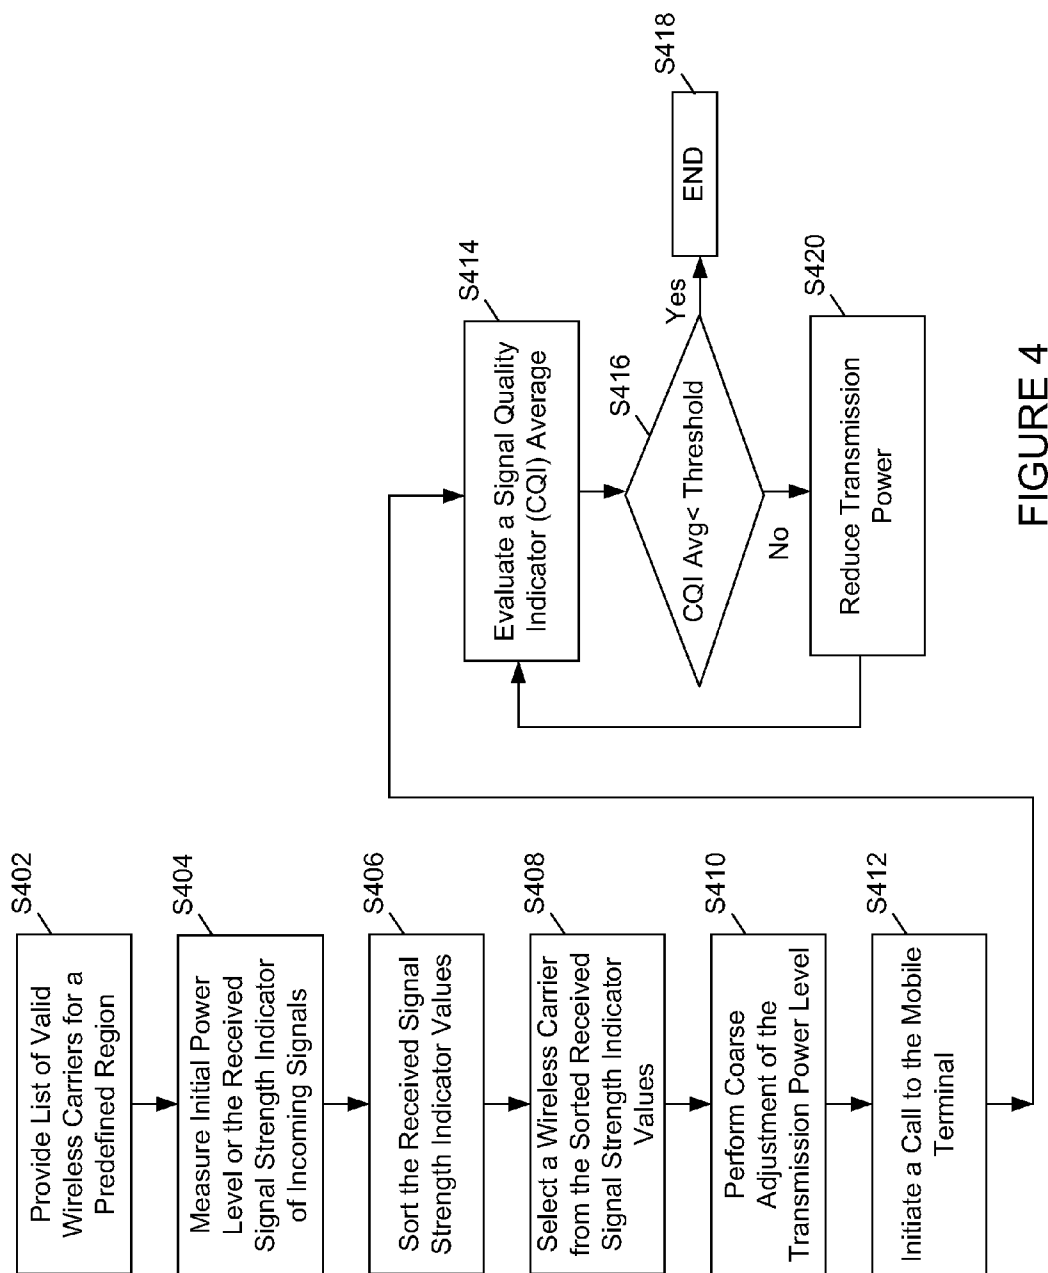 S402
Provide List of Valid
Wireless Carriers for a
Predefined Region
S404
Measure Initial Power
Level or the Received
Signal Strength Indicator
of Incoming Signals
S406
Sort the Received Signal
Strength Indicator Values
S408
Select a Wireless Carrier
from the Sorted Received
Signal Strength Indicator
Values
S410
Perform Coarse
Adjustment of the
Transmission Power Level
S412
Initiate a Call to the Mobile
Terminal
S414
Evaluate a Signal Quality
Indicator (CQI) Average
S416
CQI Avg< Threshold
Yes
S418
END
No
S420
Reduce Transmission
Power
FIGURE 4